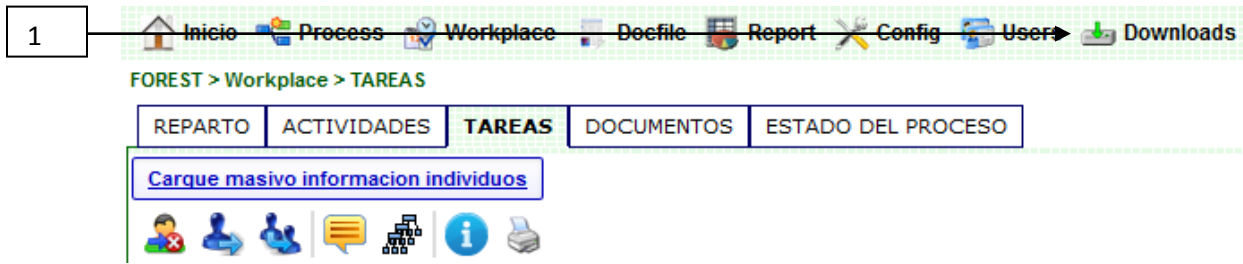 1 Inicio Process Workplace Docfile Report Config Users Downloads
FOREST > Workplace > TAREAS
REPARTO ACTIVIDADES TAREAS DOCUMENTOS ESTADO DEL PROCESO
Cargue masivo informacion individuos